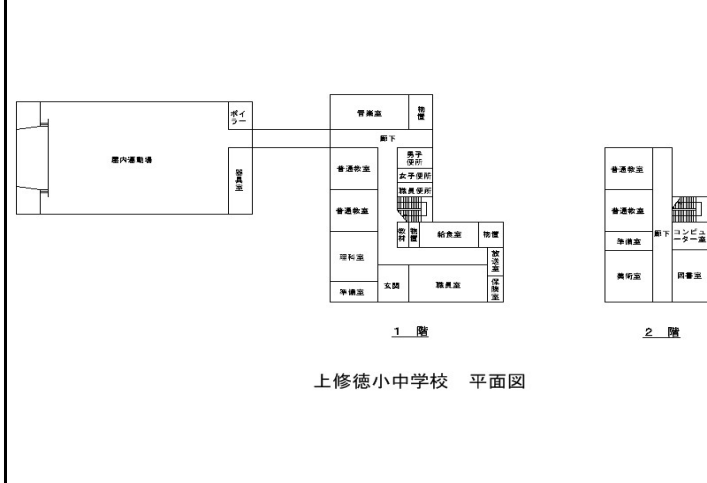 ボイラー
屋内運動場
器具室
音楽室
物置
廊下
男子便所
普通教室
女子便所
職員便所
普通教室
教材
物置
給食室
物置
理科室
放送室
玄関
職員室
保険室
準備室
1 階
普通教室
普通教室
廊下
コンピューター室
準備室
美術室
図書室
2 階
上修徳小中学校 平面図